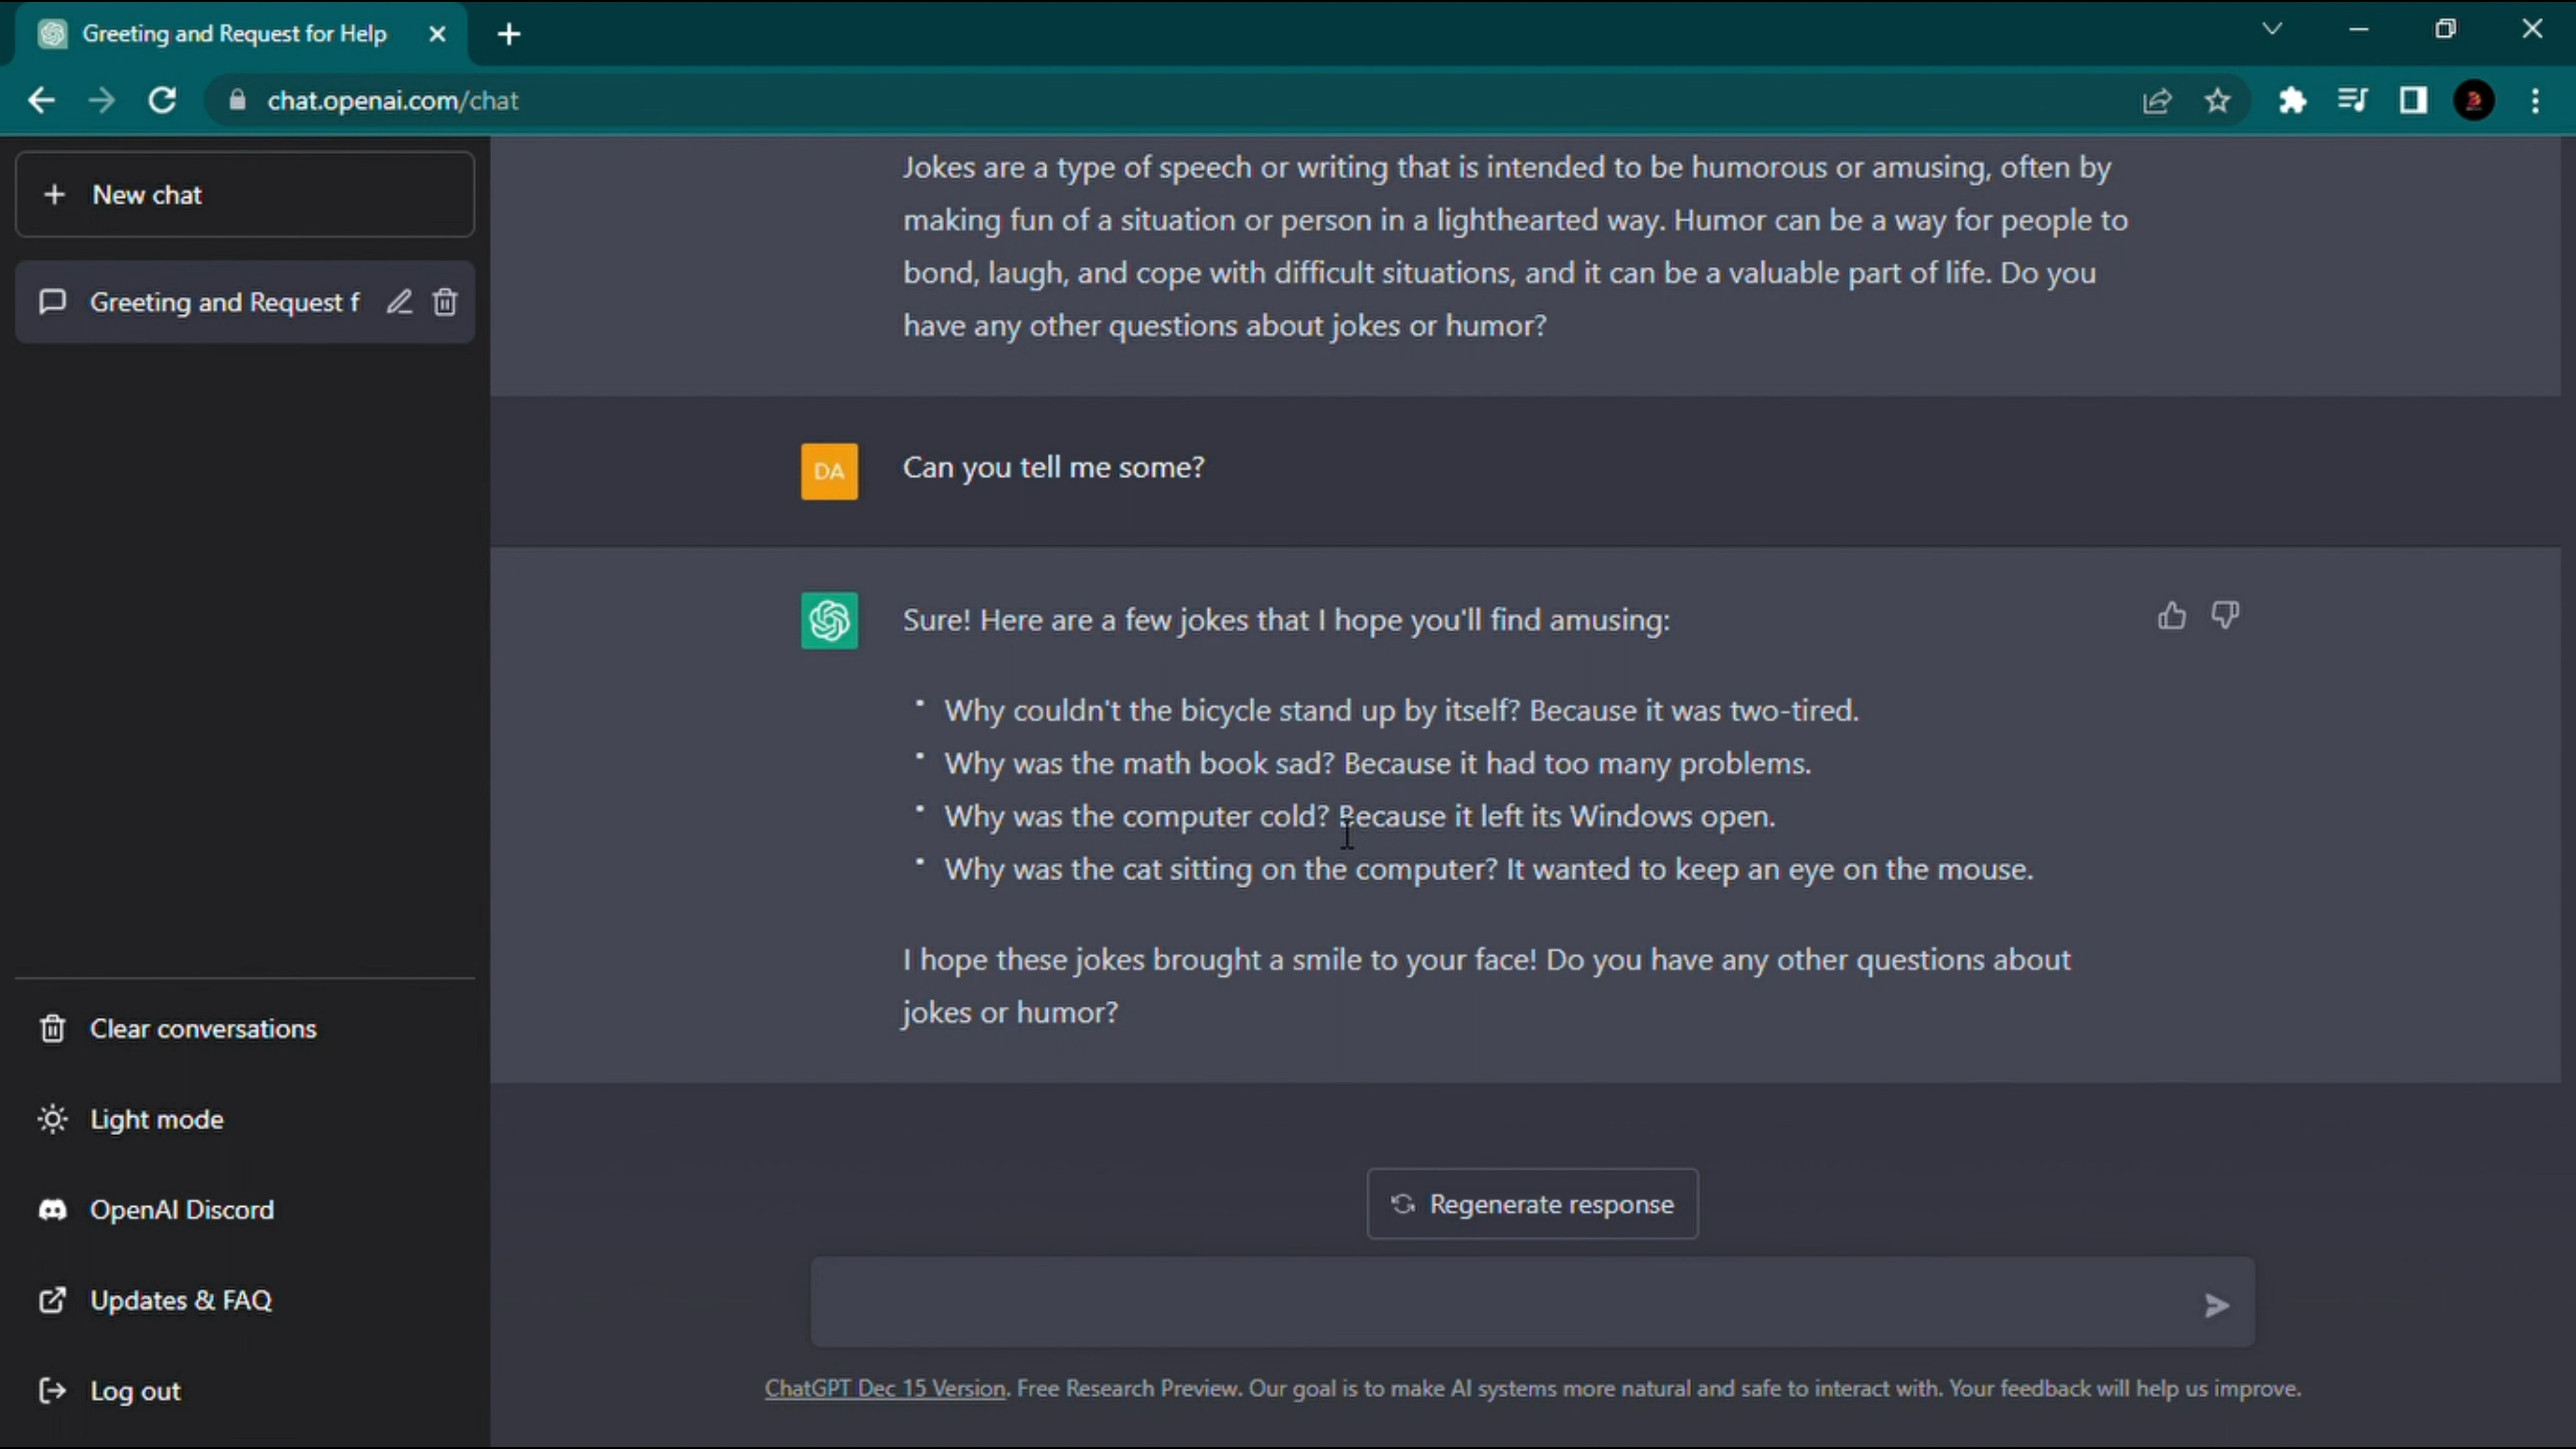 Greeting and Request for Help
chat.openai.com/chat
New chat
Greeting and Request f
Clear conversations
Light mode
OpenAI Discord
Updates & FAQ
Log out
Jokes are a type of speech or writing that is intended to be humorous or amusing, often by
making fun of a situation or person in a lighthearted way. Humor can be a way for people to
bond, laugh, and cope with difficult situations, and it can be a valuable part of life. Do you
have any other questions about jokes or humor?
DA
Can you tell me some?
Sure! Here are a few jokes that I hope you'll find amusing:
• Why couldn't the bicycle stand up by itself? Because it was two-tired.
• Why was the math book sad? Because it had too many problems.
• Why was the computer cold? Because it left its Windows open.
• Why was the cat sitting on the computer? It wanted to keep an eye on the mouse.
I hope these jokes brought a smile to your face! Do you have any other questions about
jokes or humor?
Regenerate response
ChatGPT Dec 15 Version. Free Research Preview. Our goal is to make AI systems more natural and safe to interact with. Your feedback will help us improve.